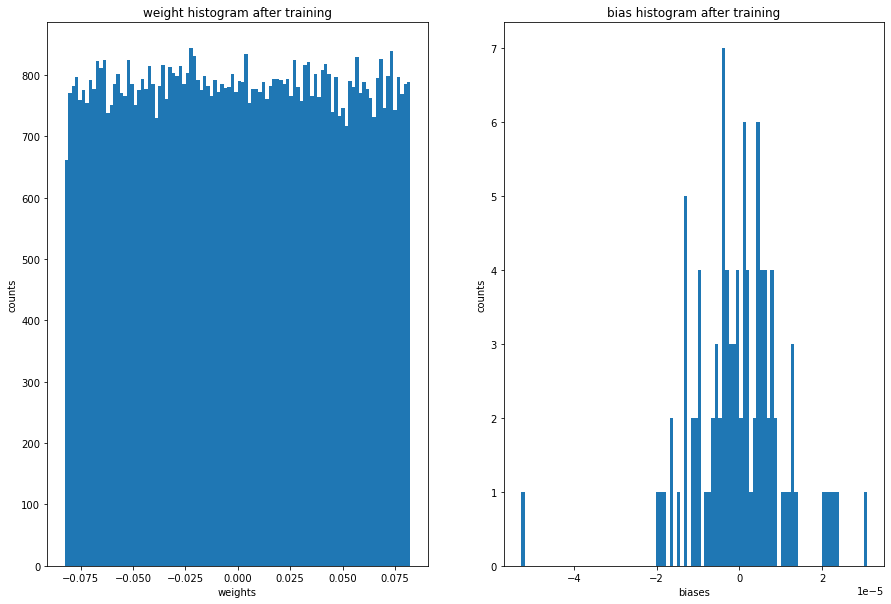 weight histogram after training
800
700
600
500
400
300
200
100
0
counts
−0.075 −0.050 −0.025 0.000 0.025 0.050 0.075
weights
bias histogram after training
7
6
5
4
3
2
1
0
counts
−4 −2 0 2
1e−5
biases